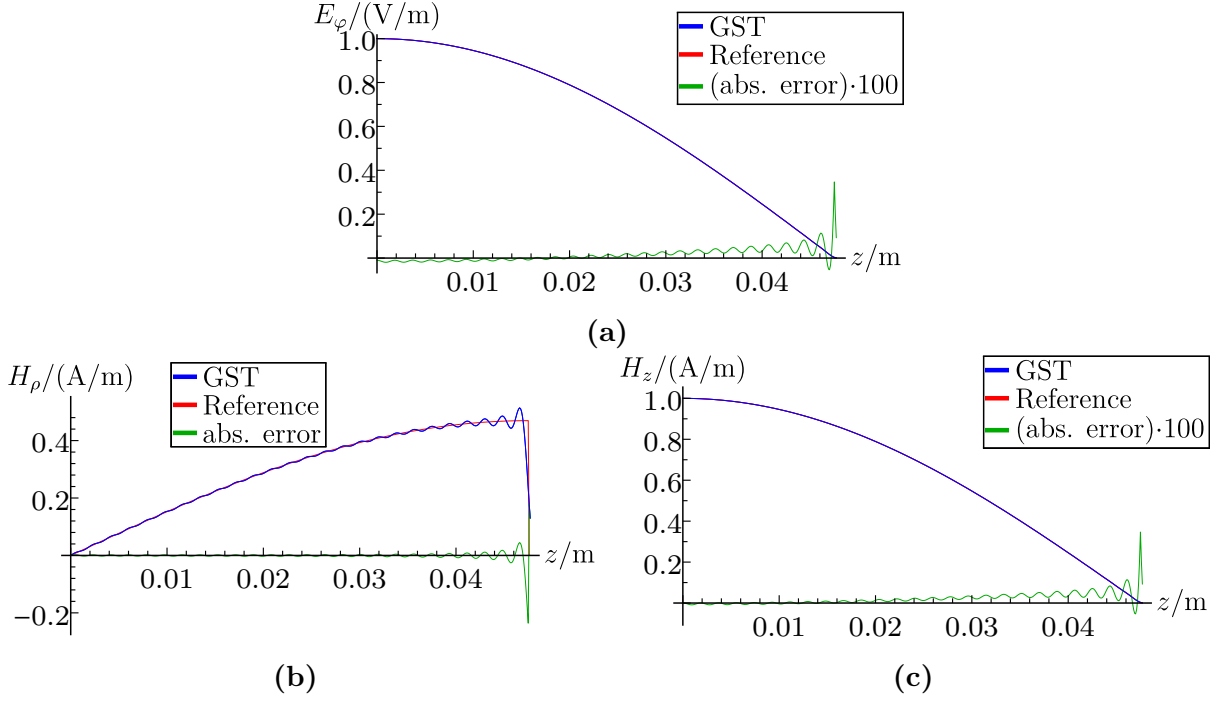 E_φ/(V/m)
GST
Reference
(abs. error)·100
1.0
0.8
0.6
0.4
0.2
0.01 0.02 0.03 0.04
z/m
(a)
H_ρ/(A/m)
GST
Reference
abs. error
0.4
0.2
−0.2
0.01 0.02 0.03 0.04
z/m
(b)
H_z/(A/m)
GST
Reference
(abs. error)·100
1.0
0.8
0.6
0.4
0.2
0.01 0.02 0.03 0.04
z/m
(c)